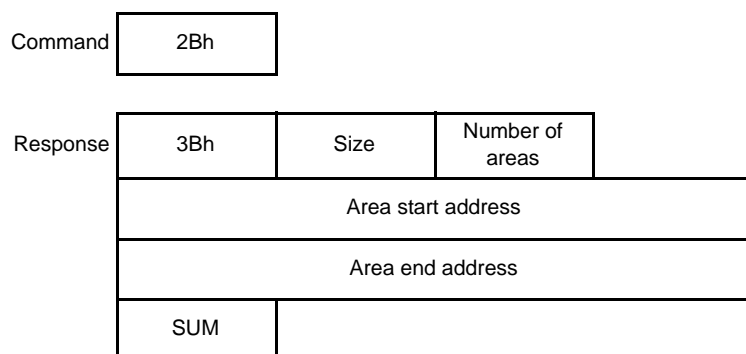 Command 2Bh
Response 3Bh Size Number of
areas
Area start address
Area end address
SUM